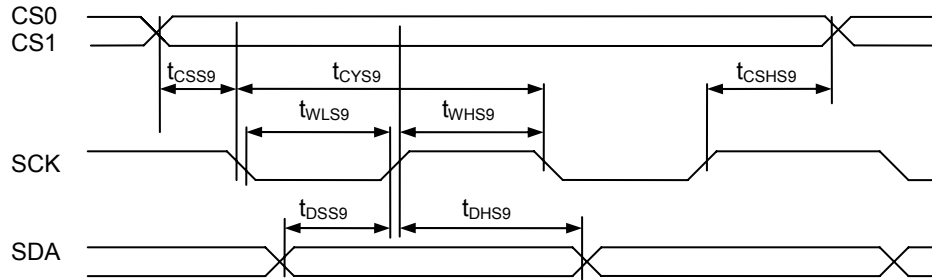 CS0
CS1
tCSS9
tCYS9
tCSHS9
tWLS9
tWHS9
SCK
tDSS9
tDHS9
SDA